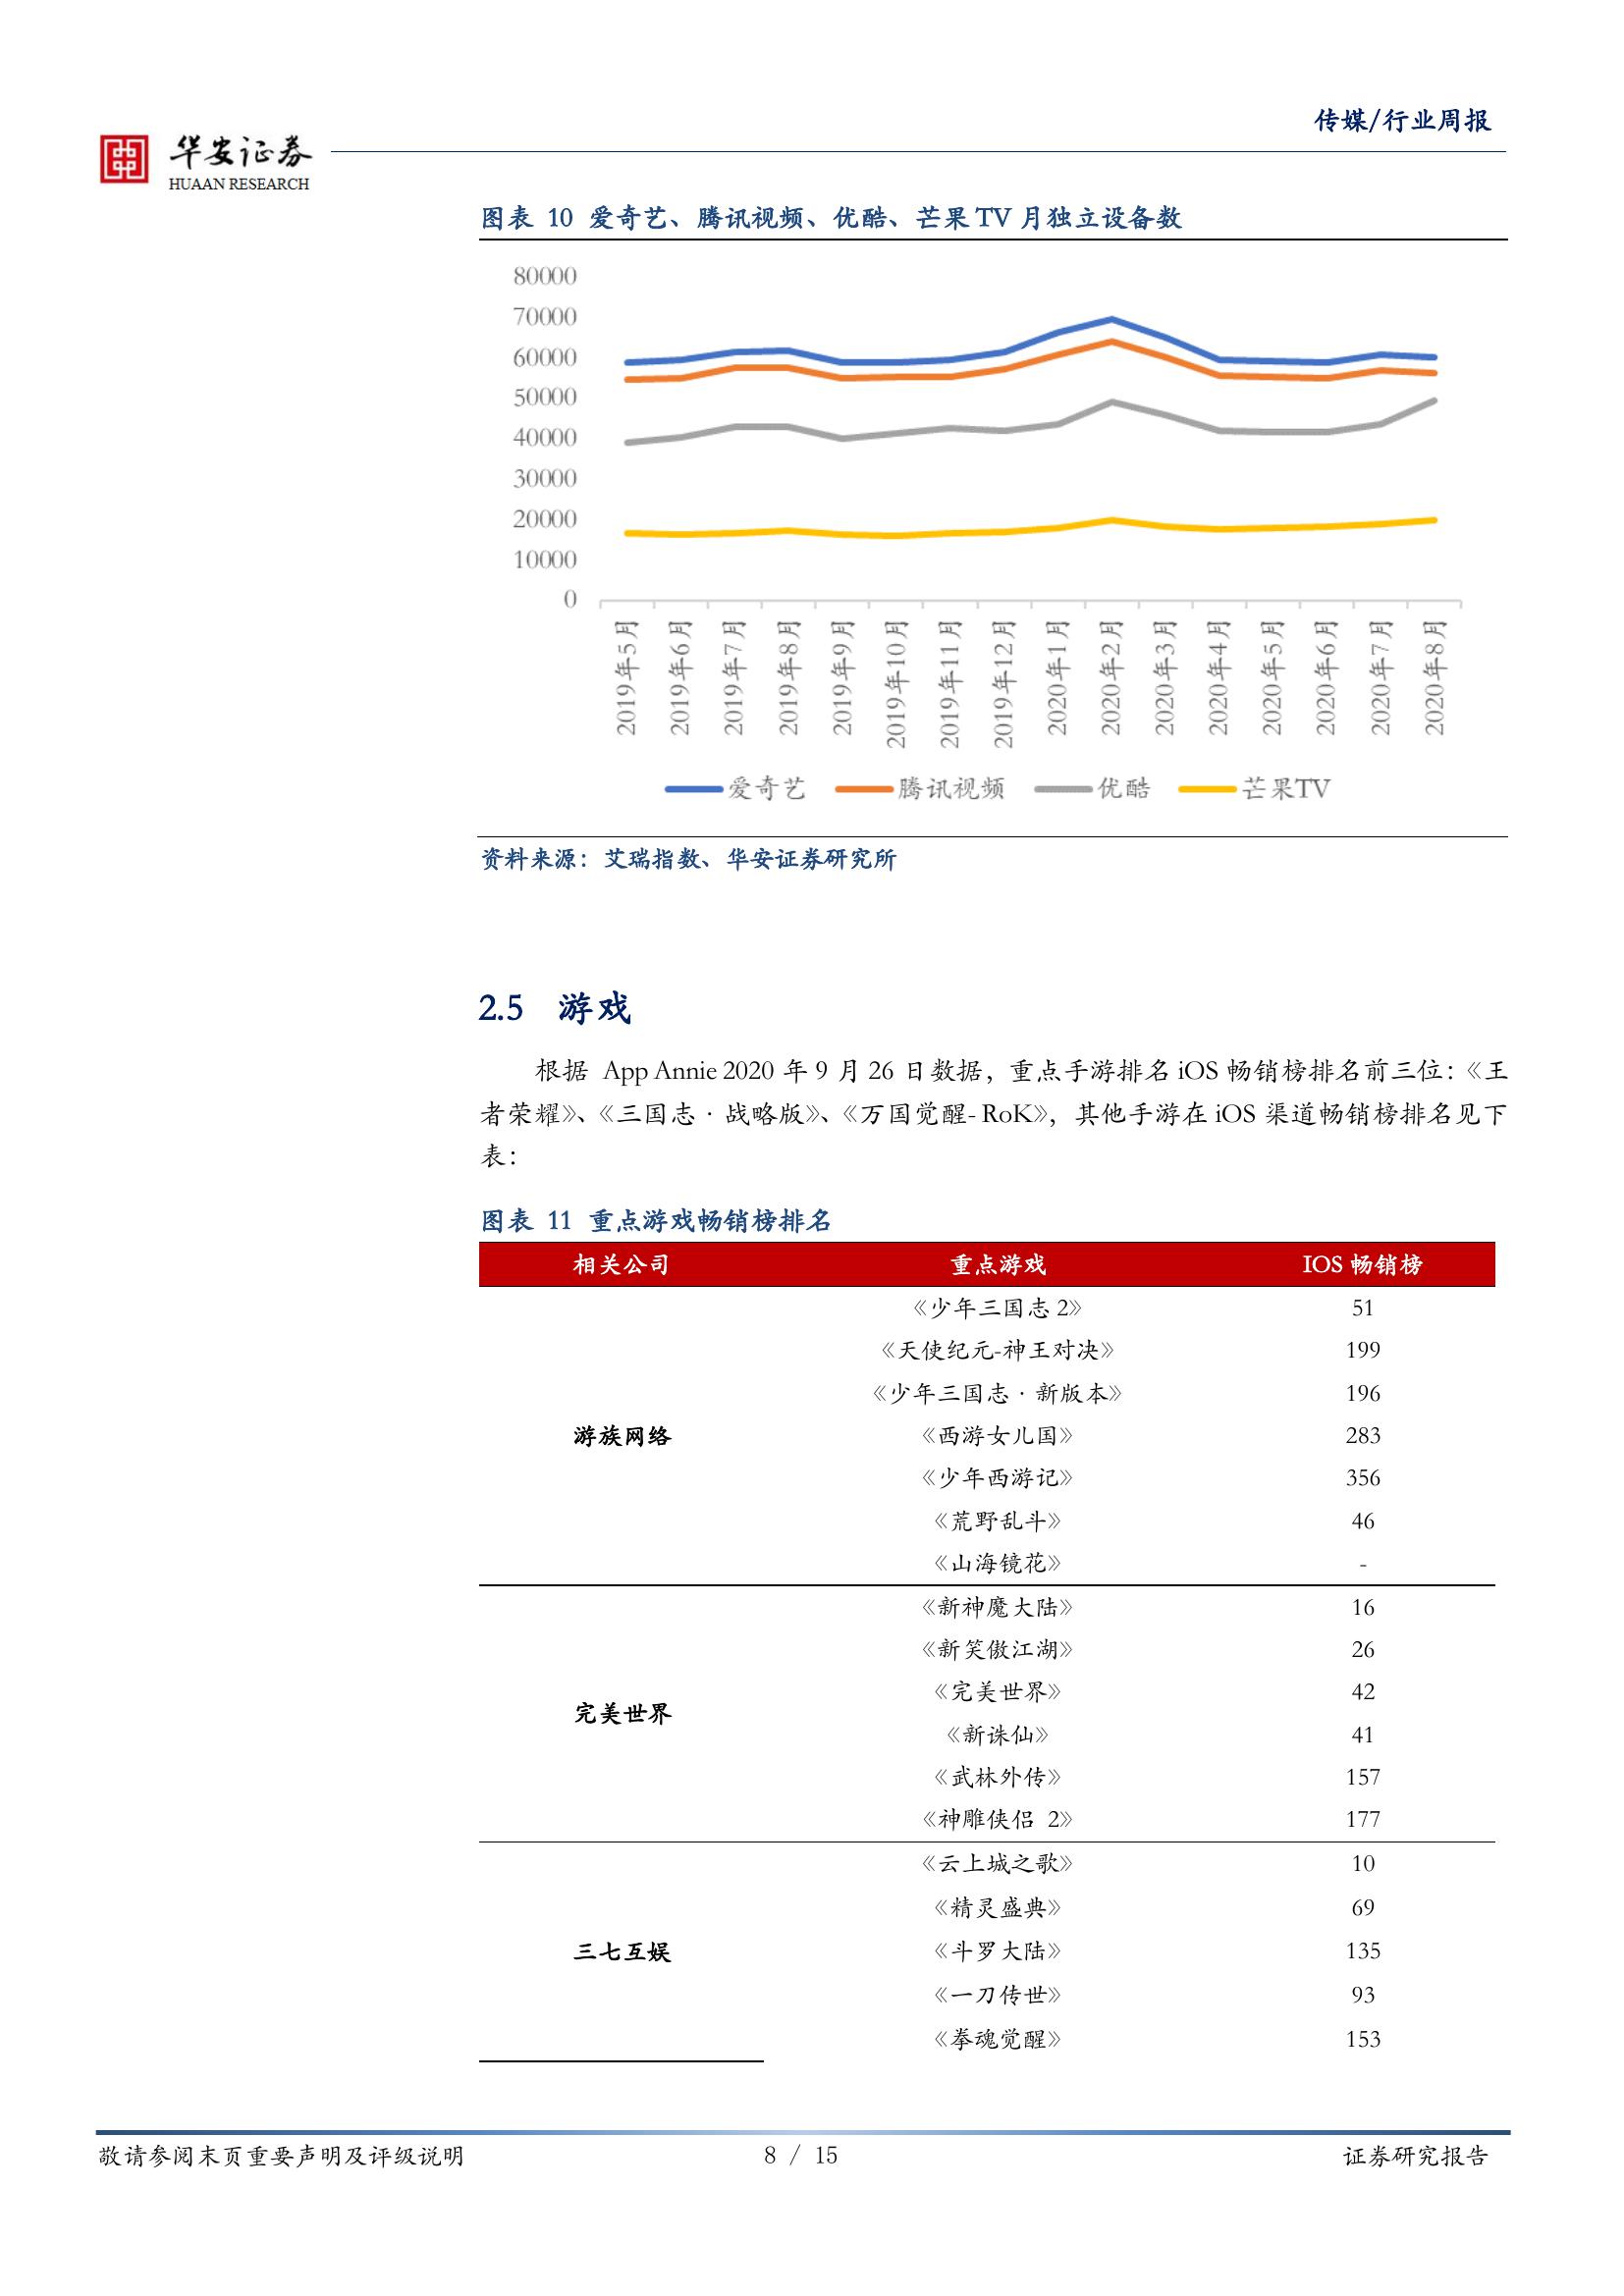 传媒/行业周报
华安证券
HUAAN RESEARCH
图表 10 爱奇艺、腾讯视频、优酷、芒果 TV 月独立设备数
80000
70000
60000
50000
40000
30000
20000
10000
0
2019年5月
2019年6月
2019年7月
2019年8月
2019年9月
2019年10月
2019年11月
2019年12月
2020年1月
2020年2月
2020年3月
2020年4月
2020年5月
2020年6月
2020年7月
2020年8月
爱奇艺 腾讯视频 优酷 芒果TV
资料来源：艾瑞指数、华安证券研究所
2.5 游戏
根据 App Annie 2020 年 9 月 26 日数据，重点手游排名 iOS 畅销榜排名前三位：《王
者荣耀》、《三国志·战略版》、《万国觉醒- RoK》，其他手游在 iOS 渠道畅销榜排名见下
表：
图表 11 重点游戏畅销榜排名
相关公司 重点游戏 IOS 畅销榜
《少年三国志 2》 51
《天使纪元-神王对决》 199
《少年三国志·新版本》 196
游族网络 《西游女儿国》 283
《少年西游记》 356
《荒野乱斗》 46
《山海镜花》 -
《新神魔大陆》 16
《新笑傲江湖》 26
《完美世界》 42
完美世界
《新诛仙》 41
《武林外传》 157
《神雕侠侣 2》 177
《云上城之歌》 10
《精灵盛典》 69
三七互娱 《斗罗大陆》 135
《一刀传世》 93
《拳魂觉醒》 153
敬请参阅末页重要声明及评级说明 8 / 15 证券研究报告